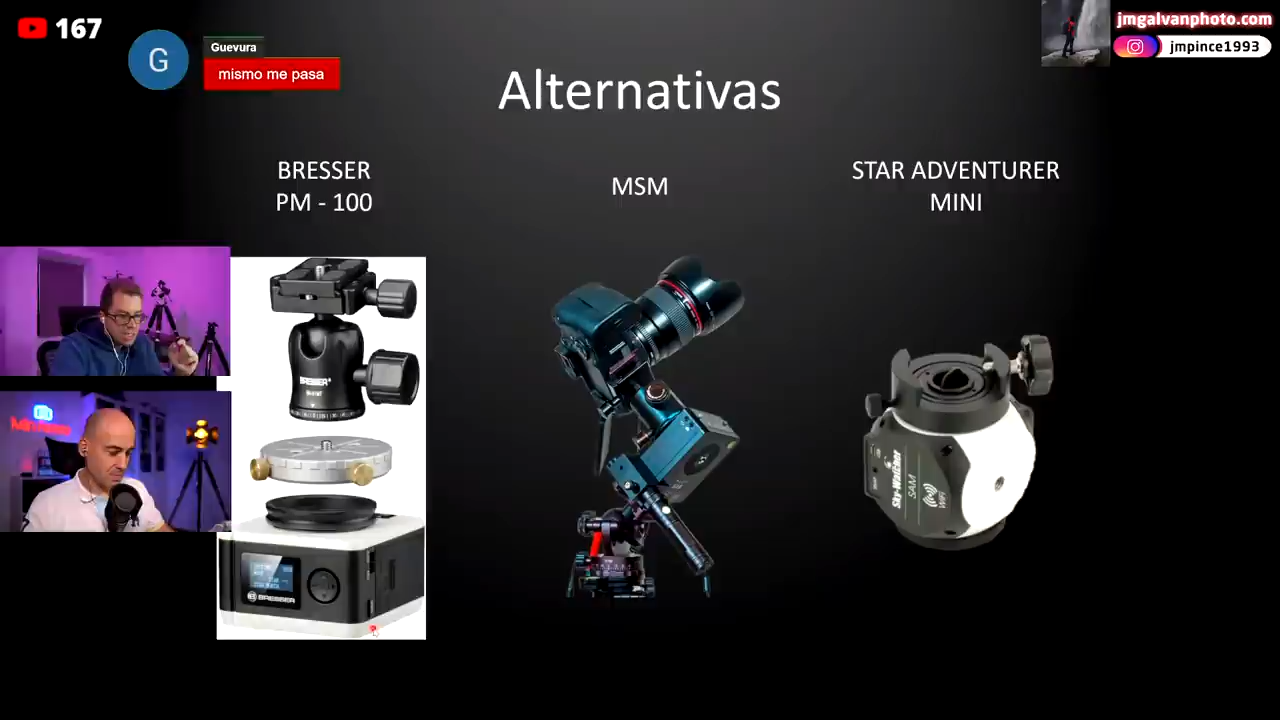 167
G
Guevura
mismo me pasa
jmgalvanphoto.com
jmpince1993
Alternativas
BRESSER
PM - 100
MSM
STAR ADVENTURER
MINI
BRESSER
BRESSER
Sky-Watcher
SAM
WiFi